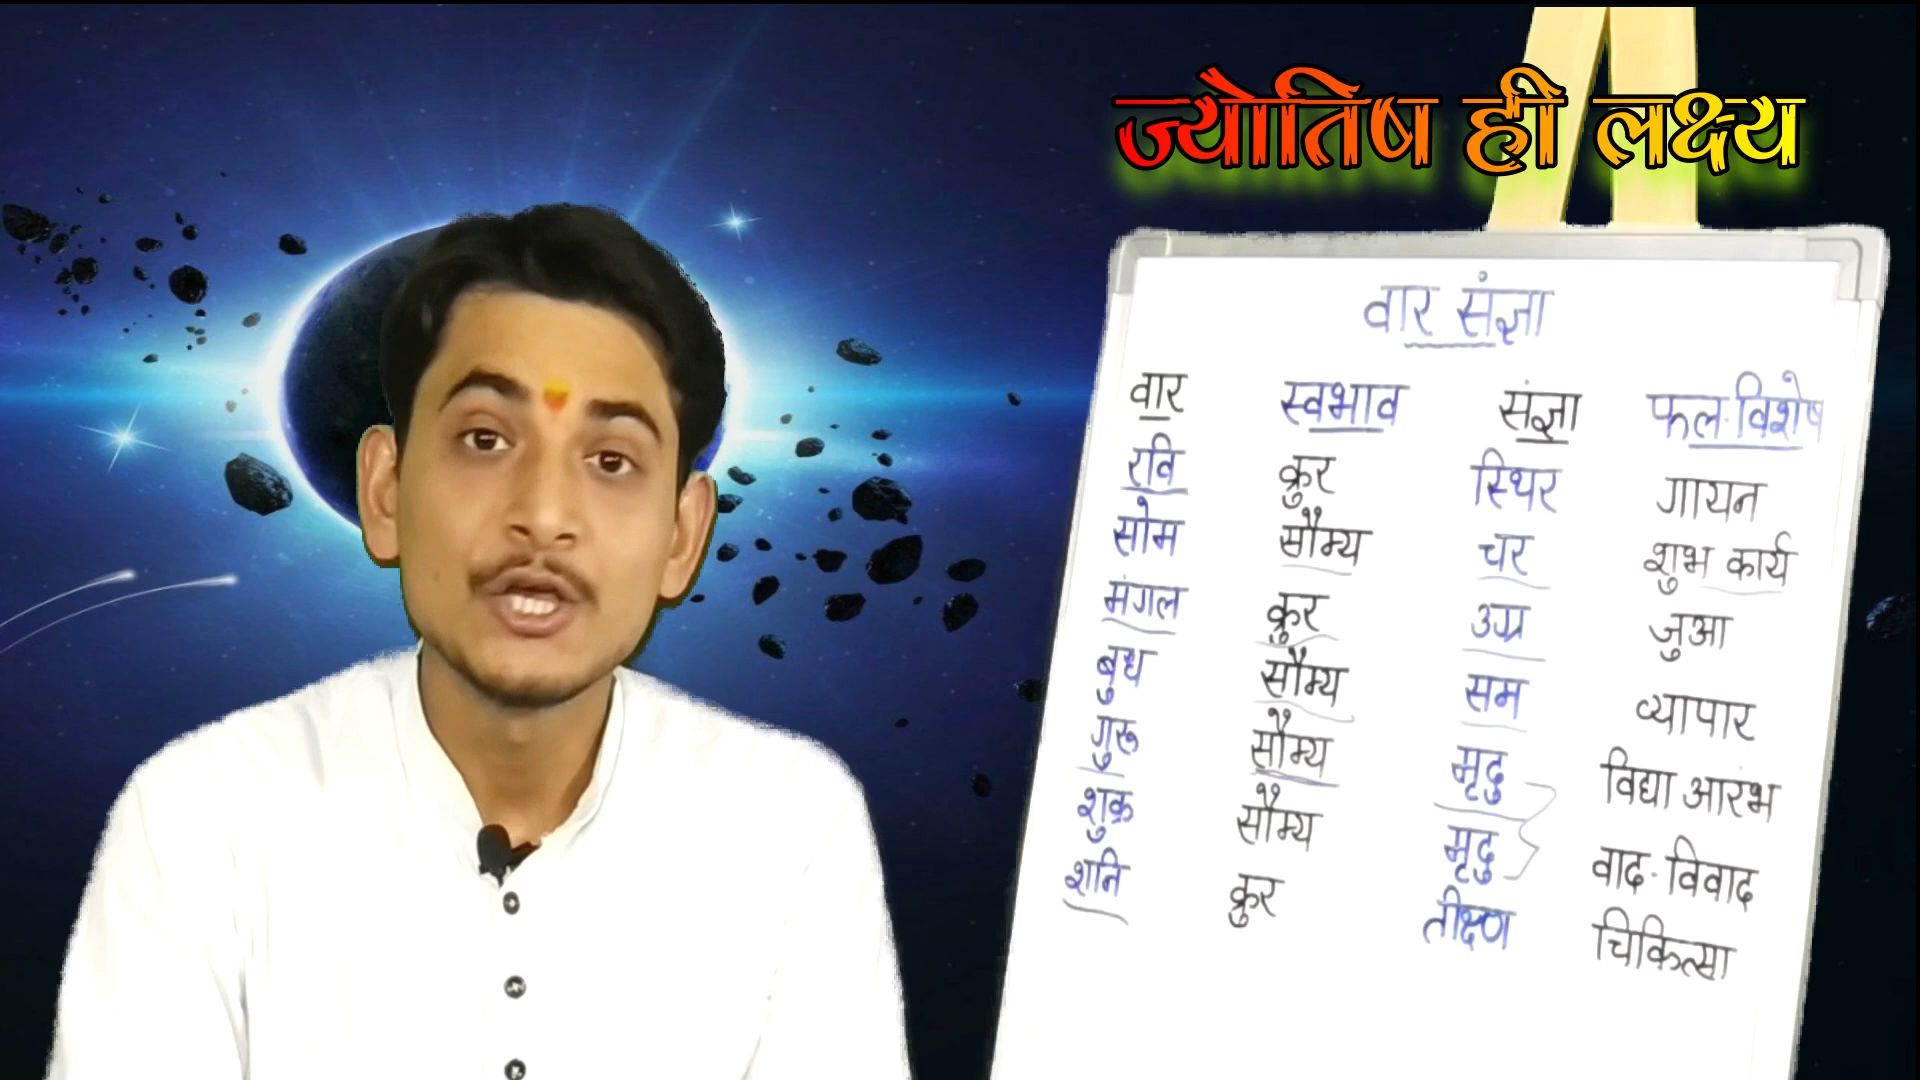 ज्यौतिष ही लक्ष्य
वार संज्ञा
वार स्वभाव संज्ञा फल-विशेष
रवि क्रुर स्थिर गायन
सोम सौम्य चर शुभ कार्य
मंगल क्रुर उग्र जुआ
बुध सौम्य सम व्यापार
गुरू सौम्य मृदु विद्या आरंभ
शुक्र सौम्य मृदु वाद-विवाद
शनि क्रुर तीक्ष्ण चिकित्सा